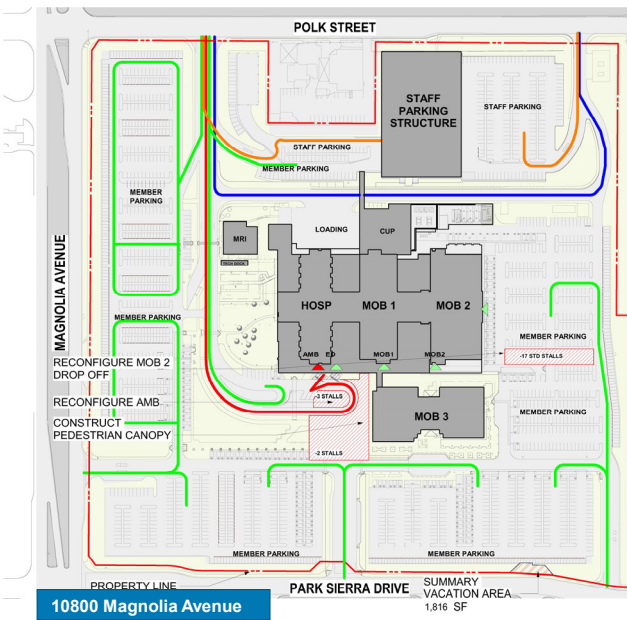 POLK STREET
STAFF
PARKING
STRUCTURE
STAFF PARKING
STAFF PARKING
MEMBER PARKING
MEMBER
PARKING
MAGNOLIA AVENUE
LOADING
CUP
MRI
HOSP
MOB 1
MOB 2
MEMBER PARKING
MEMBER PARKING
-17 STD STALLS
AMB
ED
MOB1
MOB2
RECONFIGURE MOB 2
DROP OFF
RECONFIGURE AMB
CONSTRUCT
PEDESTRIAN CANOPY
-3 STALLS
MOB 3
MEMBER PARKING
-2 STALLS
MEMBER PARKING
MEMBER PARKING
PROPERTY LINE
PARK SIERRA DRIVE
SUMMARY
VACATION AREA
1,816 SF
10800 Magnolia Avenue